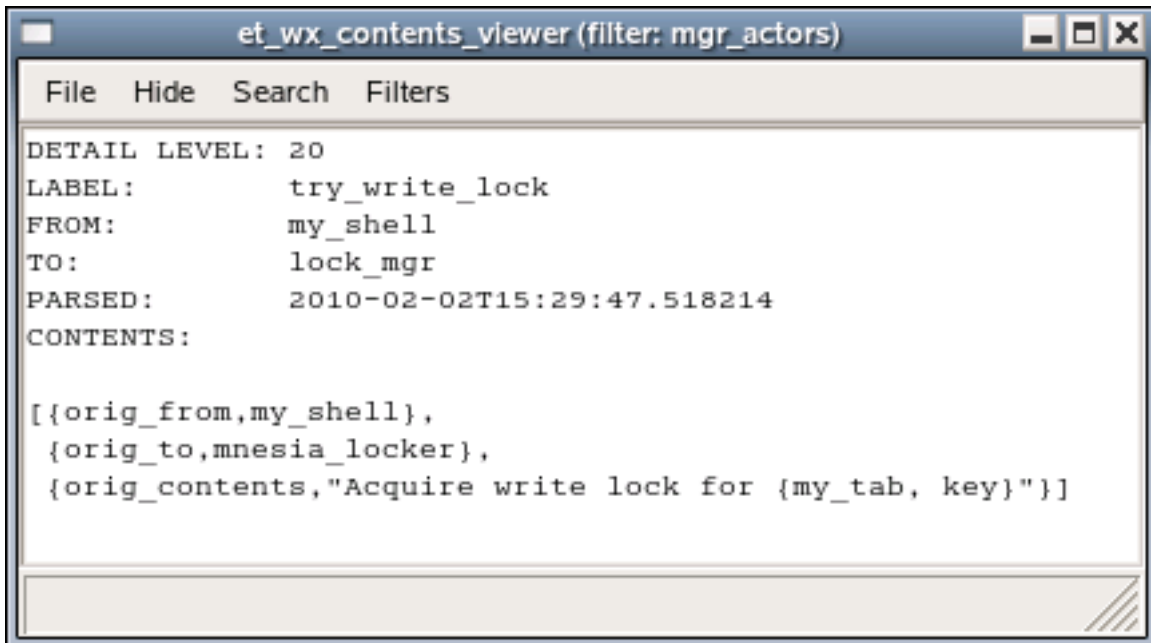 et_wx_contents_viewer (filter: mgr_actors)
File Hide Search Filters
DETAIL LEVEL: 20
LABEL: try_write_lock
FROM: my_shell
TO: lock_mgr
PARSED: 2010-02-02T15:29:47.518214
CONTENTS:
[{orig_from,my_shell},
{orig_to,mnesia_locker},
{orig_contents,"Acquire write lock for {my_tab, key}"}]